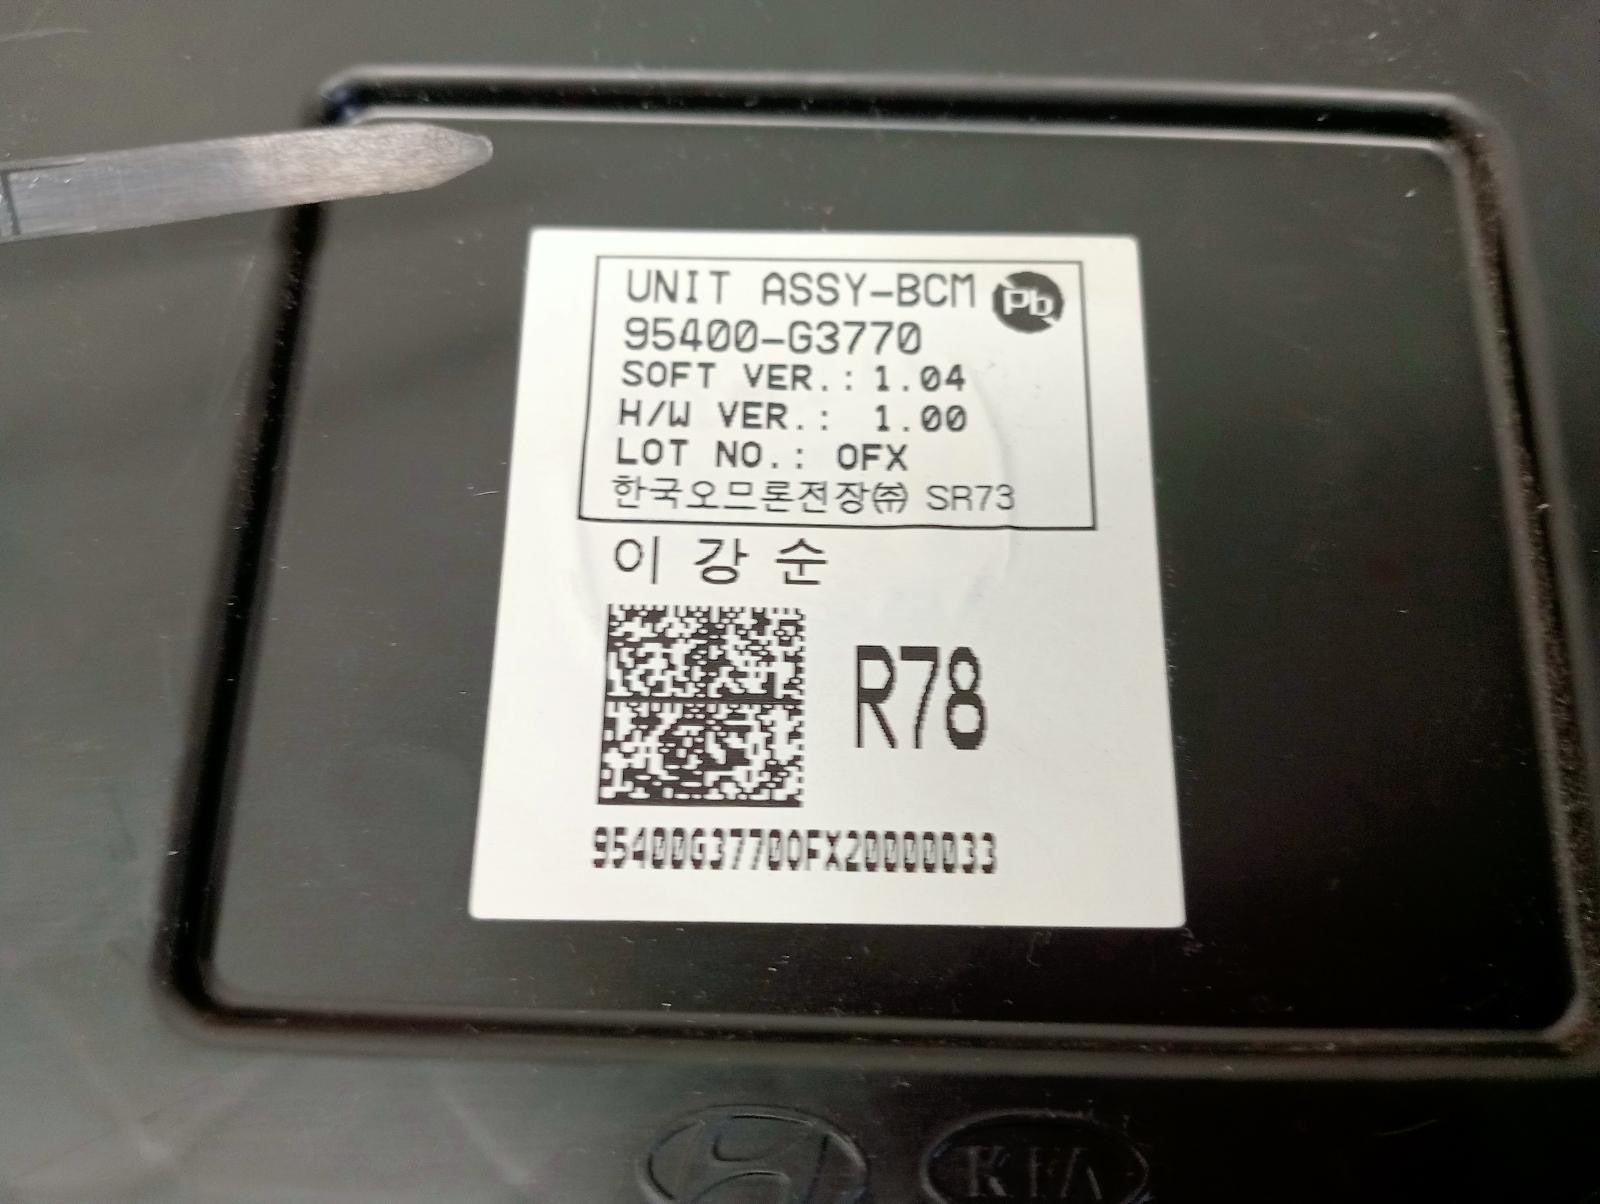 UNIT ASSY-BCM Pb
95400-G3770
SOFT VER.: 1.04
H/W VER.: 1.00
LOT NO.: OFX
한국오므론전장㈜ SR73
이 강 순
R78
95400G3770OFX20000033
KIA